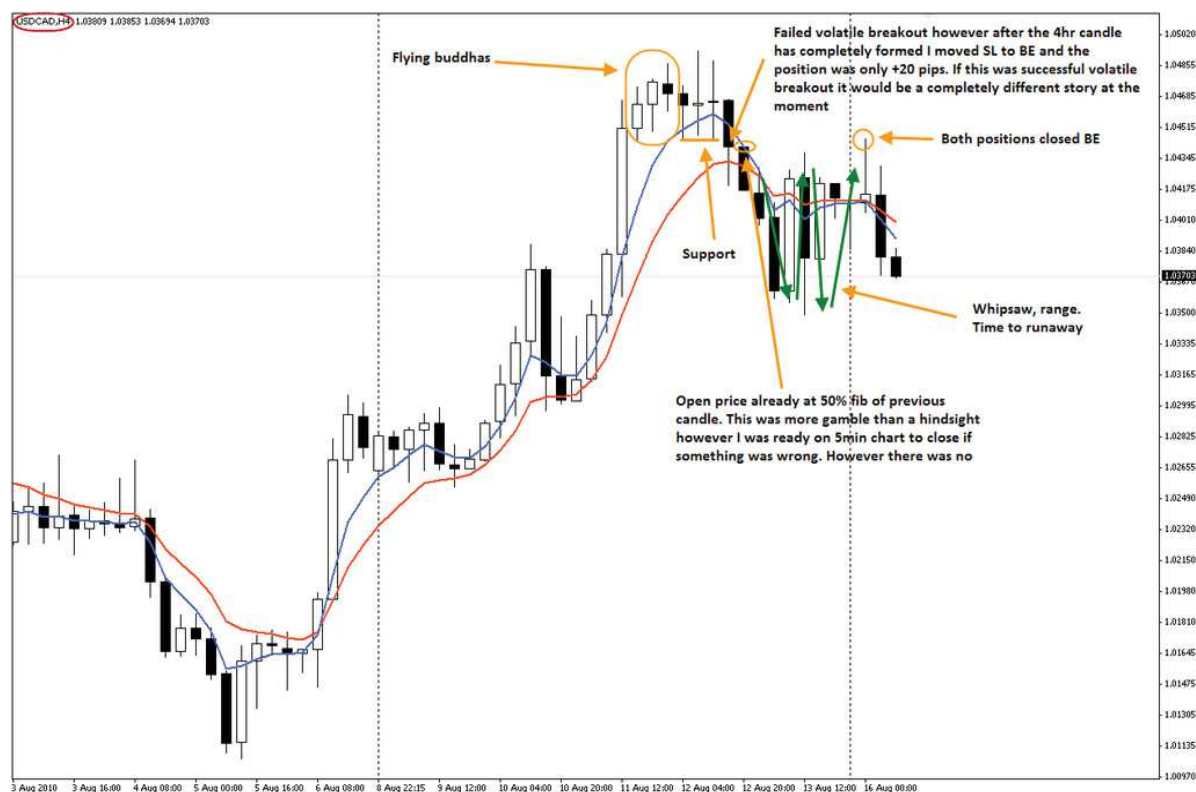 USDCAD,H4 1.03809 1.03853 1.03694 1.03703
Flying buddhas
Failed volatile breakout however after the 4hr candle
has completely formed I moved SL to BE and the
position was only +20 pips. If this was successful volatile
breakout it would be a completely different story at the
moment
Both positions closed BE
Support
Whipsaw, range.
Time to runaway
Open price already at 50% fib of previous
candle. This was more gamble than a hindsight
however I was ready on 5min chart to close if
something was wrong. However there was no
1.05020
1.04855
1.04685
1.04515
1.04345
1.04175
1.04010
1.03840
1.03703
1.03670
1.03500
1.03335
1.03165
1.02995
1.02825
1.02655
1.02490
1.02320
1.02150
1.01980
1.01810
1.01645
1.01475
1.01305
1.01135
1.00970
3 Aug 2010
3 Aug 16:00
4 Aug 08:00
5 Aug 00:00
5 Aug 16:00
6 Aug 08:00
8 Aug 22:15
9 Aug 12:00
10 Aug 04:00
10 Aug 20:00
11 Aug 12:00
12 Aug 04:00
12 Aug 20:00
13 Aug 12:00
16 Aug 00:00